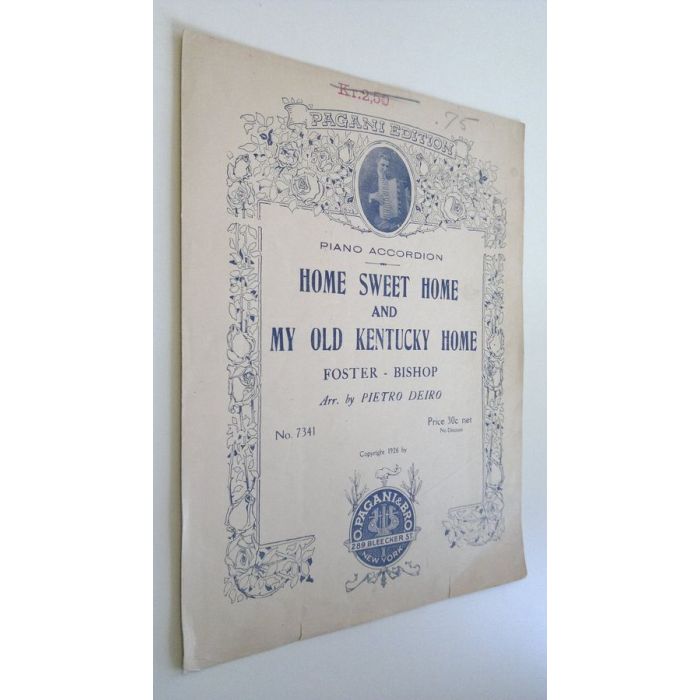 Kr.2,50
.75
PAGANI EDITION
PIANO ACCORDION
HOME SWEET HOME
AND
MY OLD KENTUCKY HOME
FOSTER - BISHOP
Arr. by PIETRO DEIRO
No. 7341
Price 30c net
No Discount
Copyright 1926 by
O. PAGANI & BRO.
289 BLEECKER ST.
NEW YORK